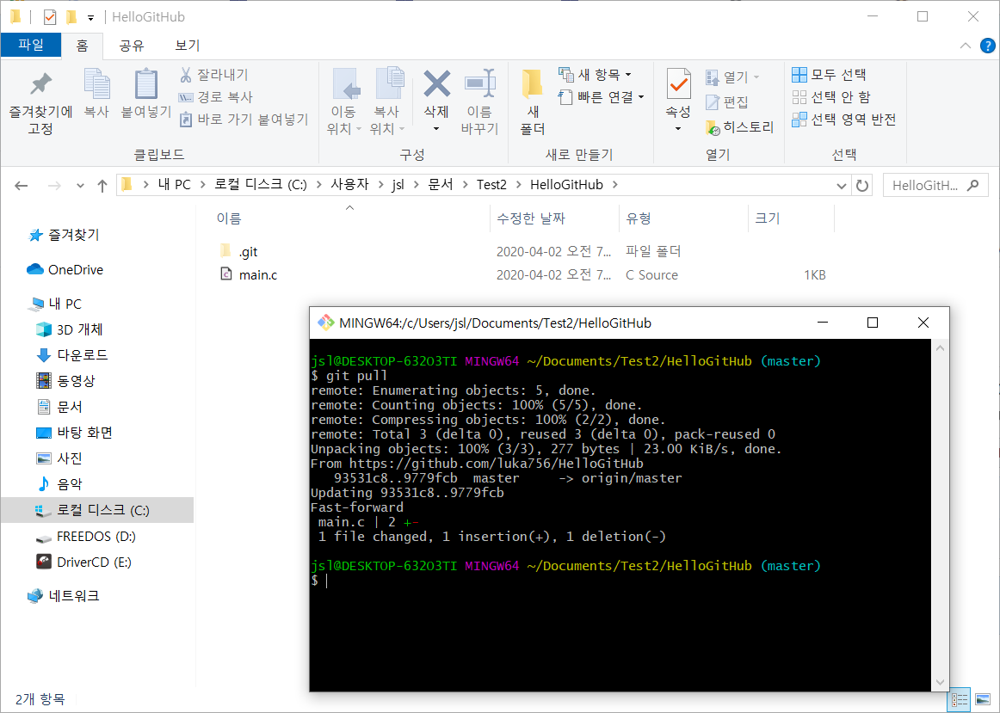 HelloGitHub
파일 홈 공유 보기
즐겨찾기에 고정
복사
붙여넣기
잘라내기
경로 복사
바로 가기 붙여넣기
클립보드
이동 위치
복사 위치
삭제
이름 바꾸기
구성
새 폴더
새 항목
빠른 연결
새로 만들기
속성
열기
편집
히스토리
열기
모두 선택
선택 안 함
선택 영역 반전
선택
내 PC > 로컬 디스크 (C:) > 사용자 > jsl > 문서 > Test2 > HelloGitHub >
HelloGitH...
이름 수정한 날짜 유형 크기
.git 2020-04-02 오전 7... 파일 폴더
main.c 2020-04-02 오전 7... C Source 1KB
즐겨찾기
OneDrive
내 PC
3D 개체
다운로드
동영상
문서
바탕 화면
사진
음악
로컬 디스크 (C:)
FREEDOS (D:)
DriverCD (E:)
네트워크
2개 항목
MINGW64:/c/Users/jsl/Documents/Test2/HelloGitHub
jsl@DESKTOP-632O3TI MINGW64 ~/Documents/Test2/HelloGitHub (master)
$ git pull
remote: Enumerating objects: 5, done.
remote: Counting objects: 100% (5/5), done.
remote: Compressing objects: 100% (2/2), done.
remote: Total 3 (delta 0), reused 3 (delta 0), pack-reused 0
Unpacking objects: 100% (3/3), 277 bytes | 23.00 KiB/s, done.
From https://github.com/luka756/HelloGitHub
93531c8..9779fcb master -> origin/master
Updating 93531c8..9779fcb
Fast-forward
main.c | 2 +-
1 file changed, 1 insertion(+), 1 deletion(-)
jsl@DESKTOP-632O3TI MINGW64 ~/Documents/Test2/HelloGitHub (master)
$